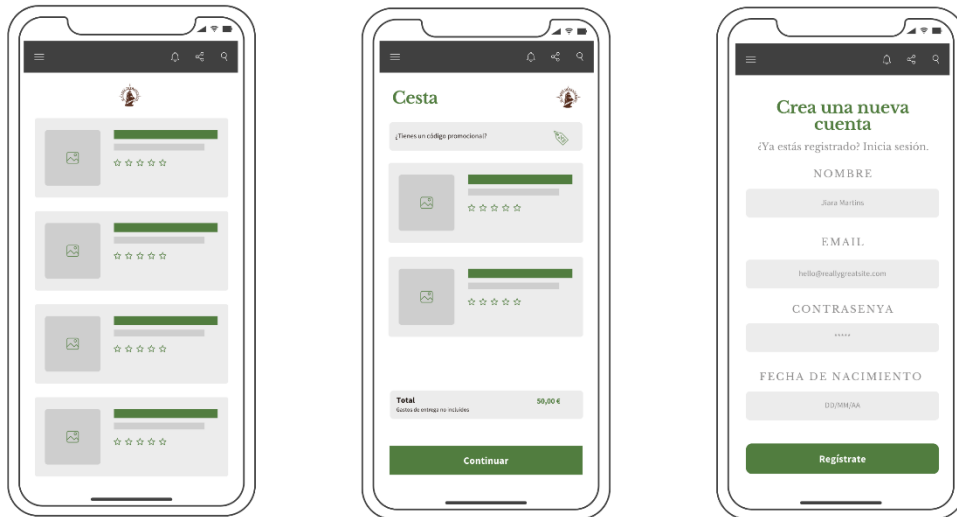 Cesta
¿Tienes un código promocional?
Total
50,00 €
Gastos de entrega no incluidos
Continuar
Crea una nueva
cuenta
¿Ya estás registrado? Inicia sesión.
NOMBRE
Jiara Martins
EMAIL
hello@reallygreatsite.com
CONTRASENYA
*****
FECHA DE NACIMIENTO
DD/MM/AA
Regístrate